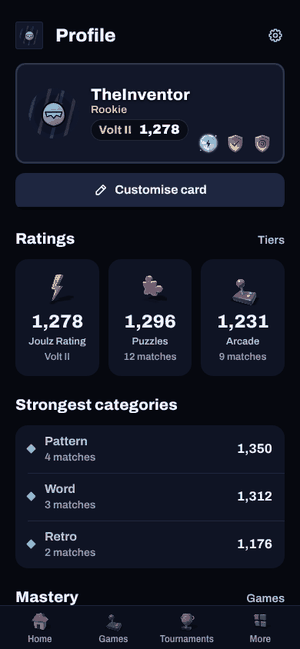 Profile
TheInventor
Rookie
Volt II 1,278
Customise card
Ratings Tiers
1,278 1,296 1,231
Joulz Rating Puzzles Arcade
Volt II 12 matches 9 matches
Strongest categories
Pattern
4 matches
1,350
Word
3 matches
1,312
Retro
2 matches
1,176
Mastery Games
Home Games Tournaments More